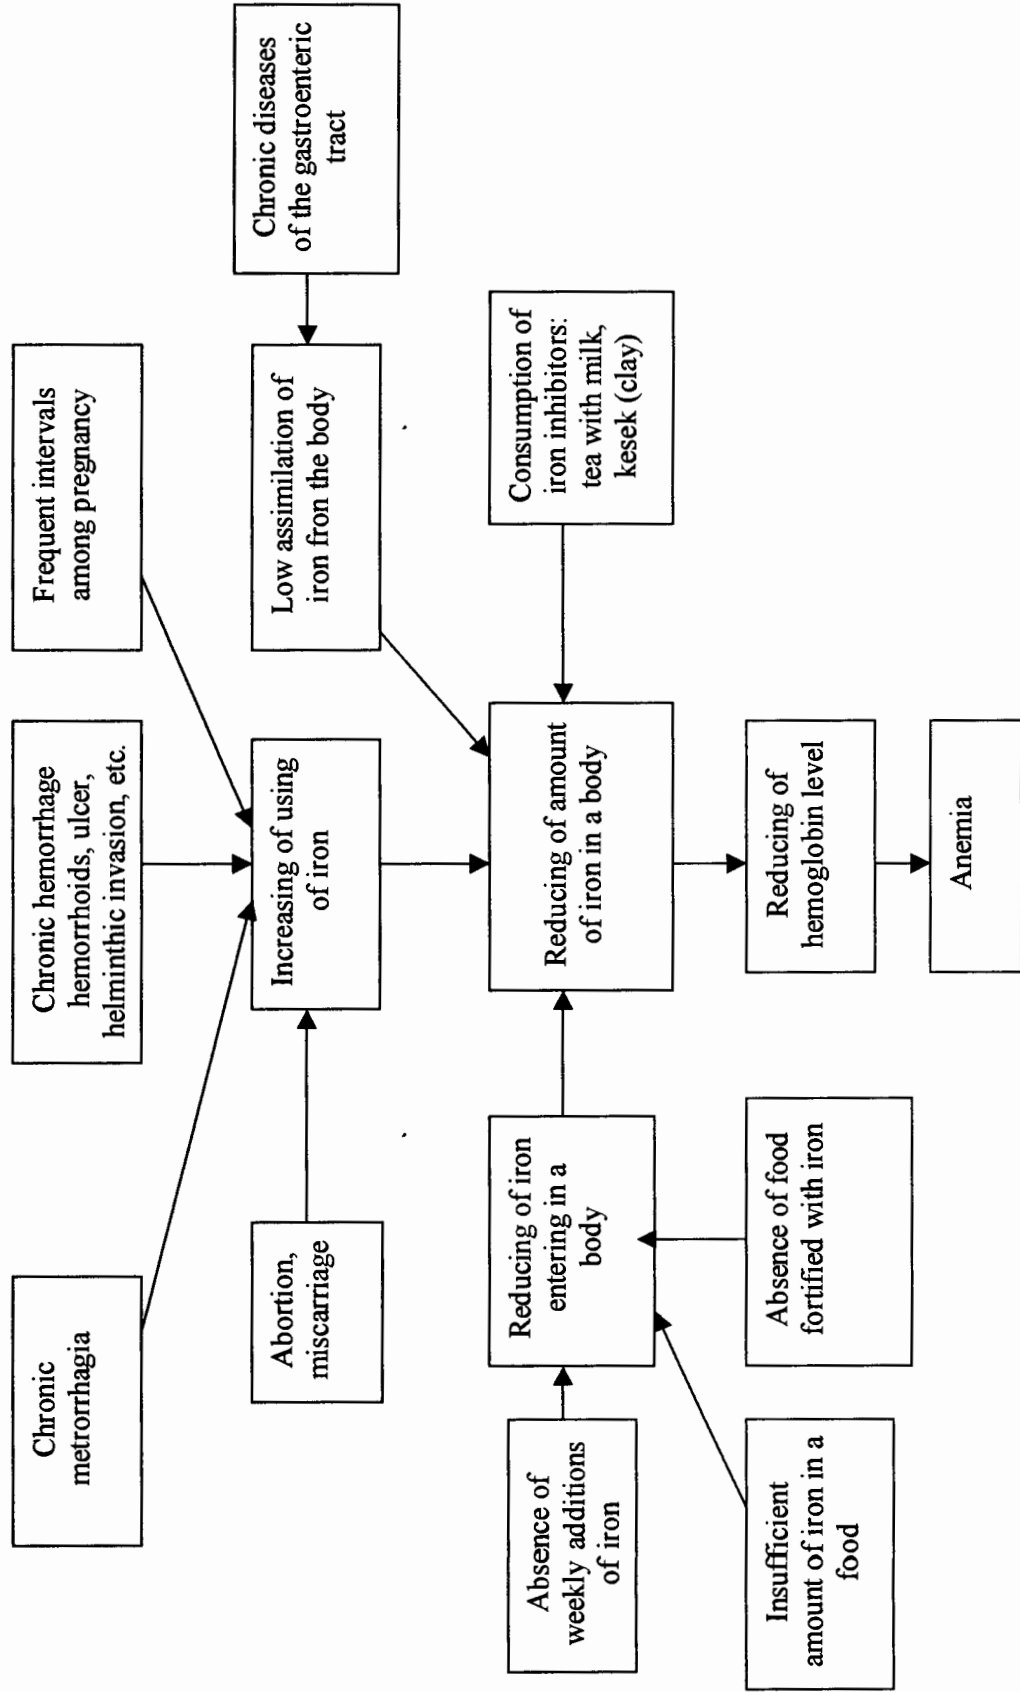 Chronic
metrorrhagia
Chronic hemorrhage
hemorrhoids, ulcer,
helminthic invasion, etc.
Frequent intervals
among pregnancy
Abortion,
miscarriage
Increasing of using
of iron
Low assimilation of
iron fron the body
Chronic diseases
of the gastroenteric
tract
Absence of
weekly additions
of iron
Reducing of iron
entering in a
body
Reducing of amount
of iron in a body
Consumption of
iron inhibitors:
tea with milk,
kesek (clay)
Insufficient
amount of iron in a
food
Absence of food
fortified with iron
Reducing of
hemoglobin level
Anemia